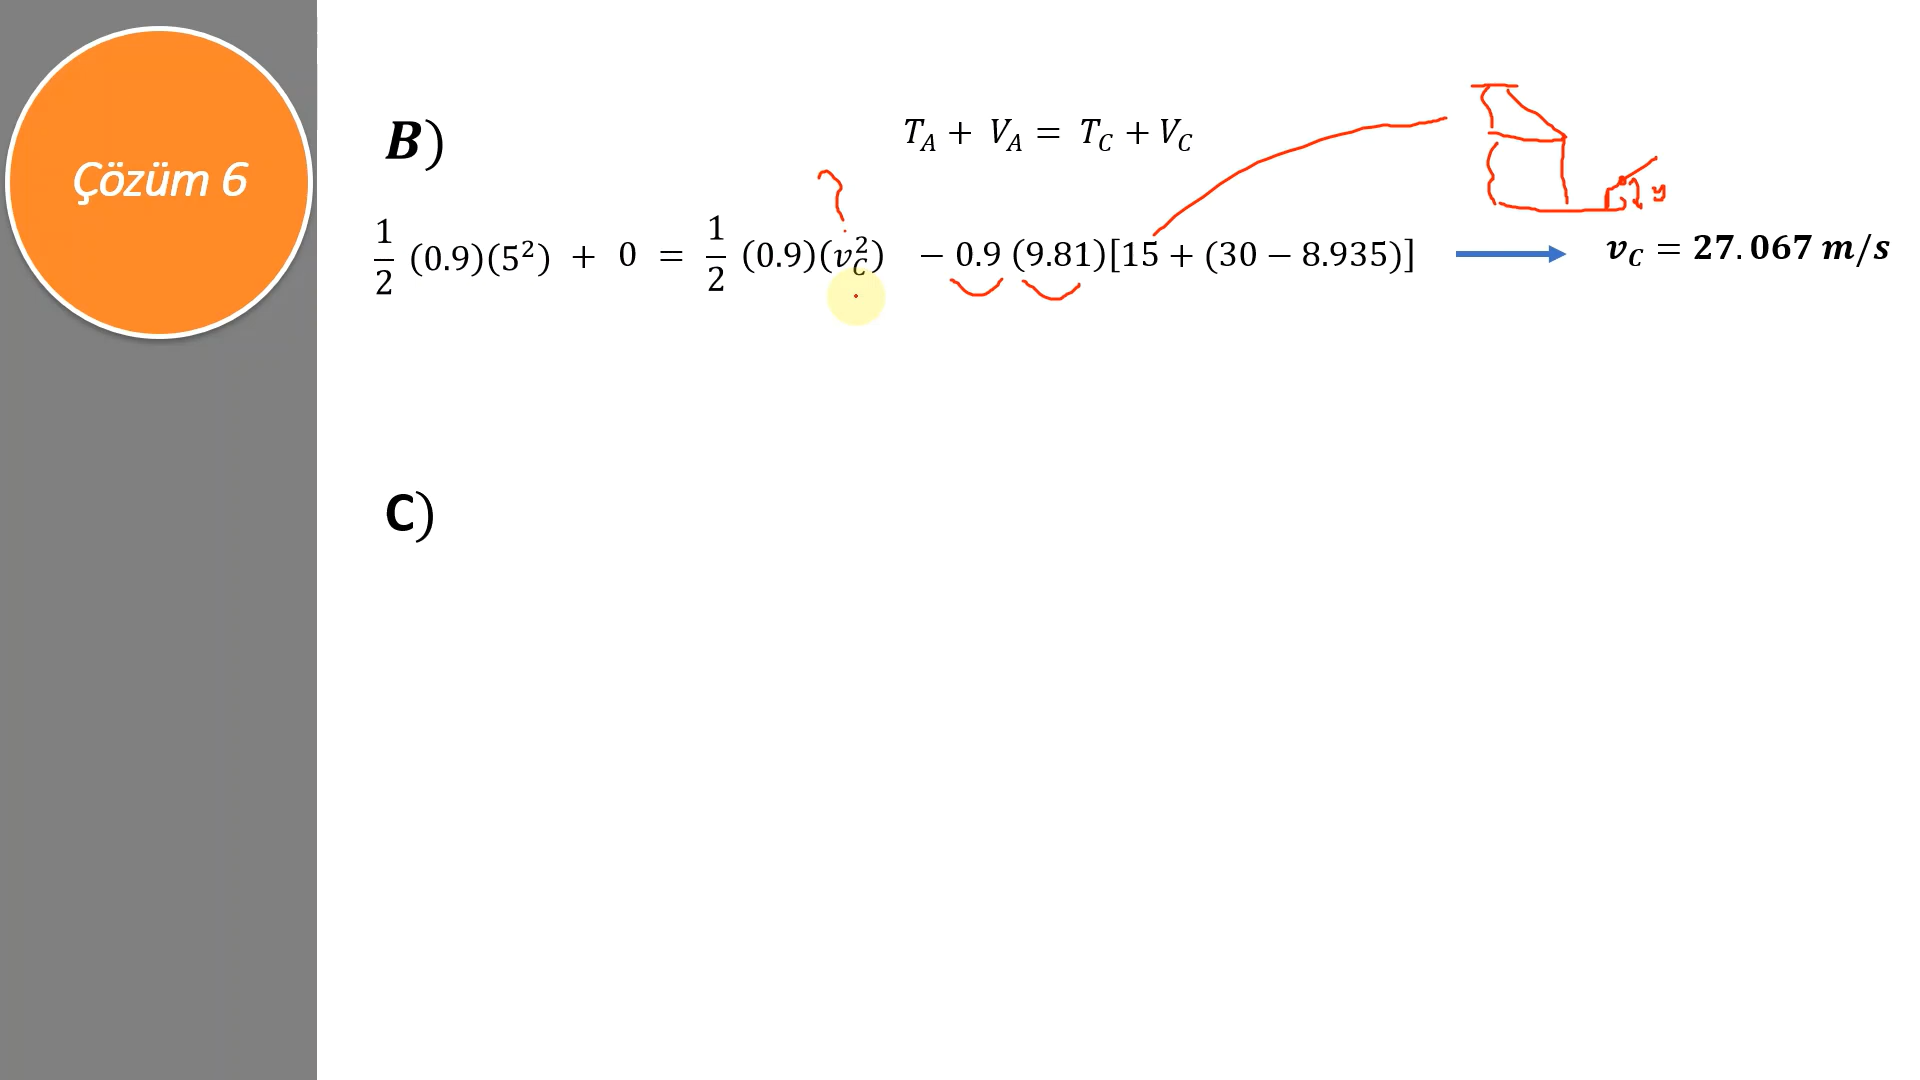 Çözüm 6
B)
T_A + V_A = T_C + V_C
?
1/2 (0.9)(5²) + 0 = 1/2 (0.9)(v_C²) − 0.9 (9.81)[15 + (30 − 8.935)] → v_C = 27.067 m/s
y
C)